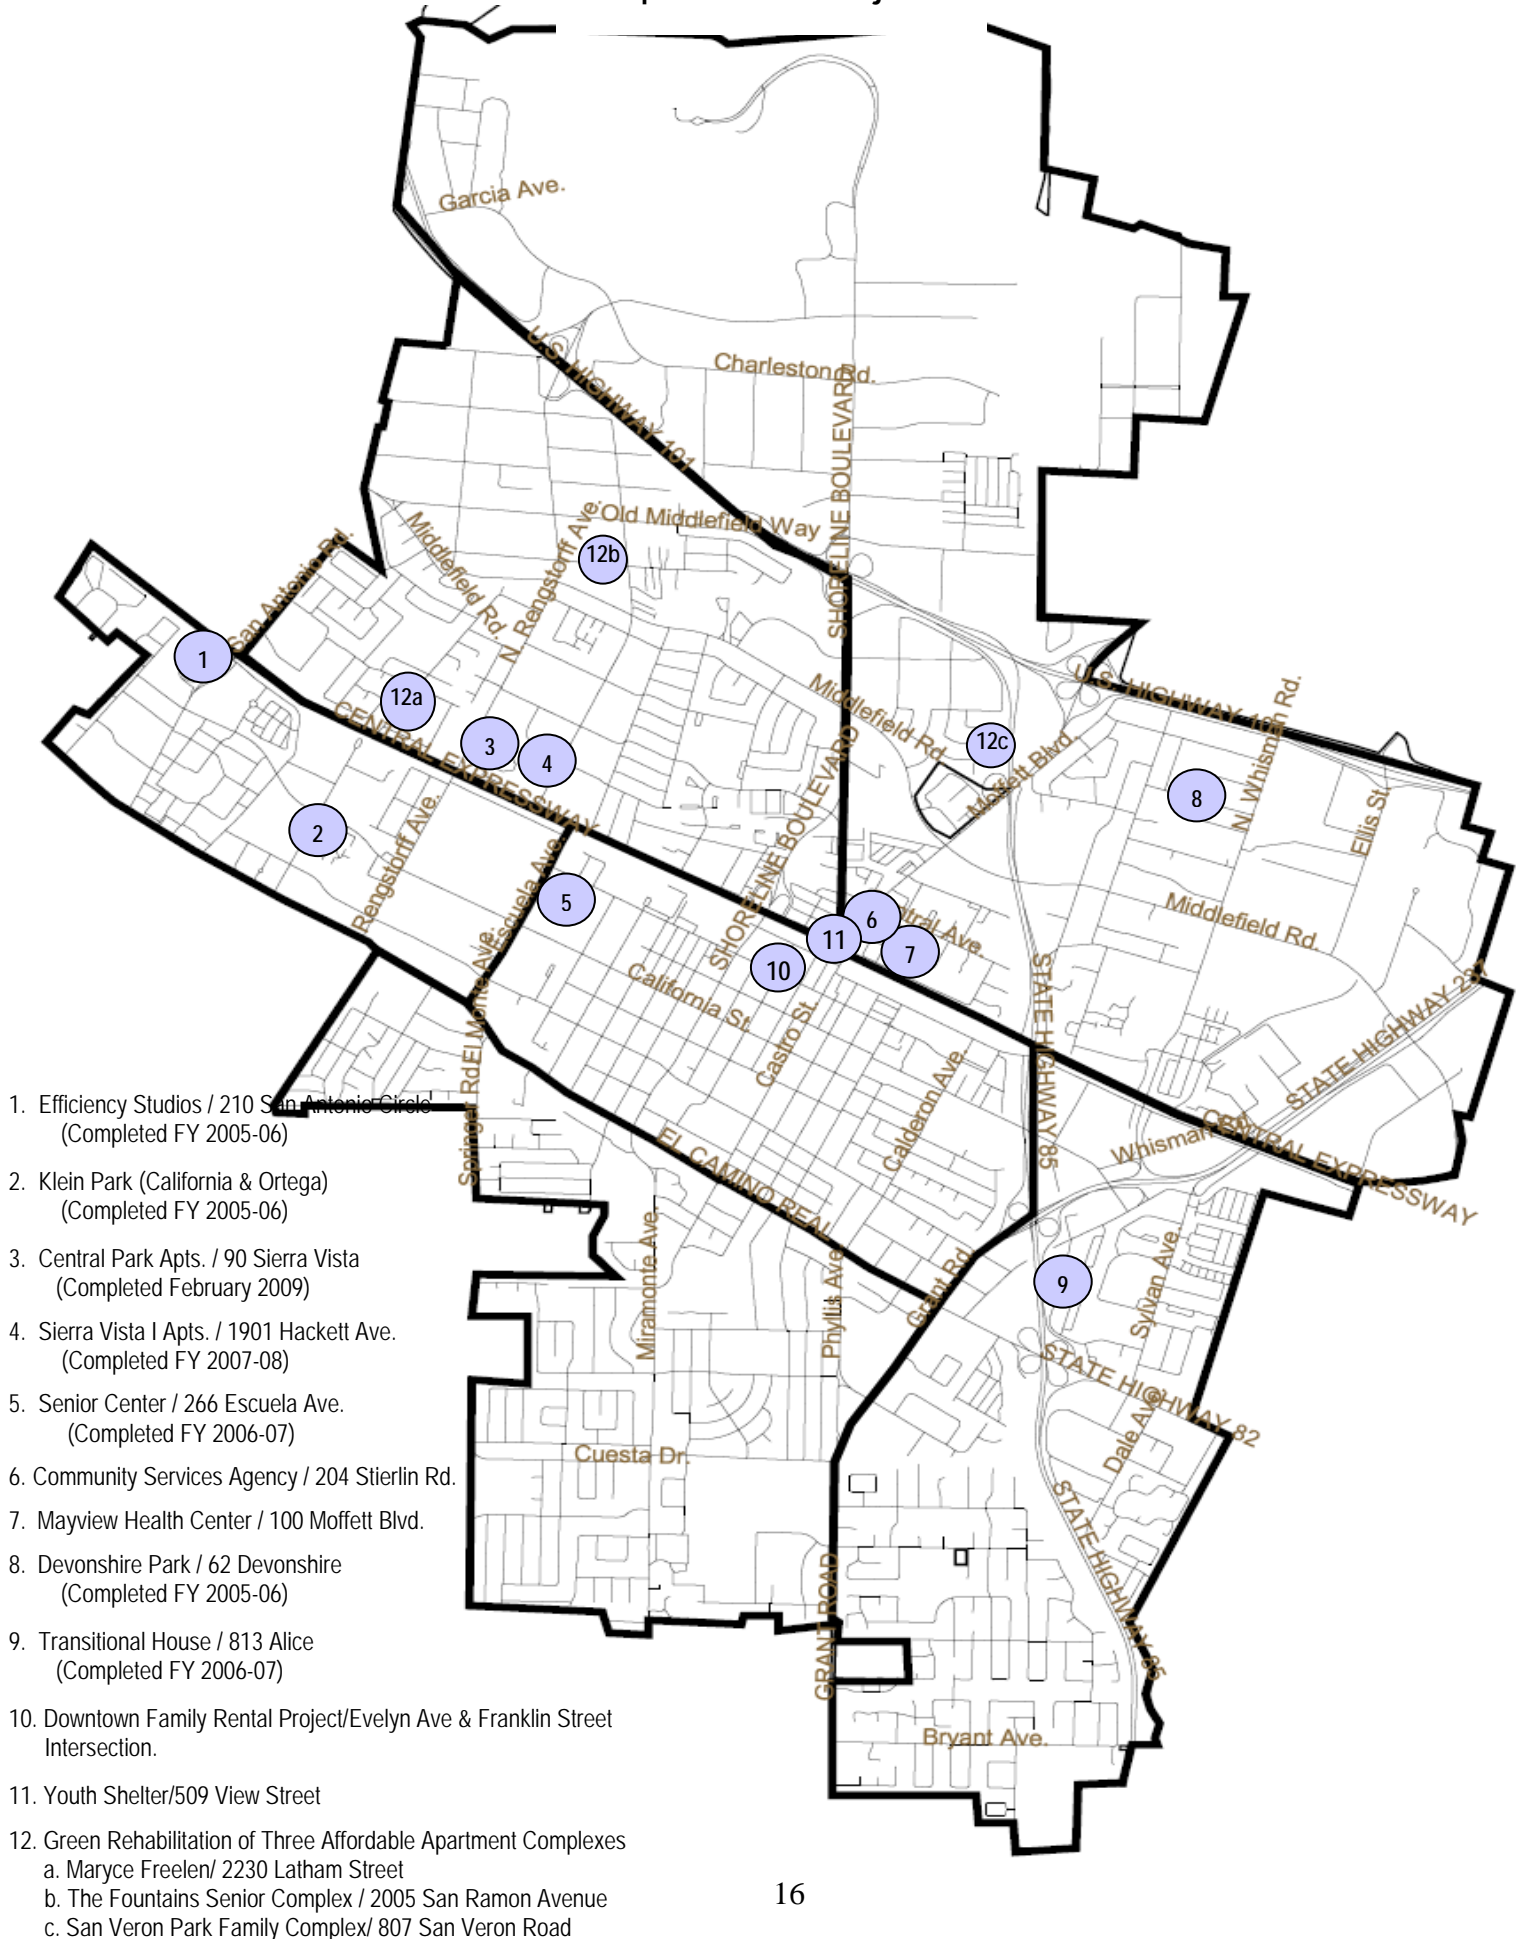 Garcia Ave.
U.S. HIGHWAY 101
Charleston Rd.
SHORELINE BOULEVARD
Old Middlefield Way
Middlefield Rd.
N. Rengstorff Ave.
12b
San Antonio Rd.
1
12a
CENTRAL EXPRESSWAY
3
4
Middlefield Rd.
12c
Moffett Blvd.
U.S. HIGHWAY 10
N. Whisman Rd.
8
Ellis St.
2
Rengstorff Ave.
Escuela Ave.
5
SHORELINE BOULEVARD
6
ntral Ave.
11
7
10
Middlefield Rd.
California St.
Castro St.
Calderon Ave.
STATE HIGHWAY 85
STATE HIGHWAY 237
El Monte Ave.
Springer Rd.
EL CAMINO REAL
Whisman Rd.
CENTRAL EXPRESSWAY
Miramonte Ave.
Phyllis Ave.
Grant Rd.
9
Sylvan Ave.
STATE HIGHWAY 82
Dale Ave.
Cuesta Dr.
STATE HIGHWAY 85
GRANT ROAD
Bryant Ave.
1. Efficiency Studios / 210 San Antonio Circle
(Completed FY 2005-06)
2. Klein Park (California & Ortega)
(Completed FY 2005-06)
3. Central Park Apts. / 90 Sierra Vista
(Completed February 2009)
4. Sierra Vista I Apts. / 1901 Hackett Ave.
(Completed FY 2007-08)
5. Senior Center / 266 Escuela Ave.
(Completed FY 2006-07)
6. Community Services Agency / 204 Stierlin Rd.
7. Mayview Health Center / 100 Moffett Blvd.
8. Devonshire Park / 62 Devonshire
(Completed FY 2005-06)
9. Transitional House / 813 Alice
(Completed FY 2006-07)
10. Downtown Family Rental Project/Evelyn Ave & Franklin Street
Intersection.
11. Youth Shelter/509 View Street
12. Green Rehabilitation of Three Affordable Apartment Complexes
a. Maryce Freelen/ 2230 Latham Street
b. The Fountains Senior Complex / 2005 San Ramon Avenue
c. San Veron Park Family Complex/ 807 San Veron Road
16